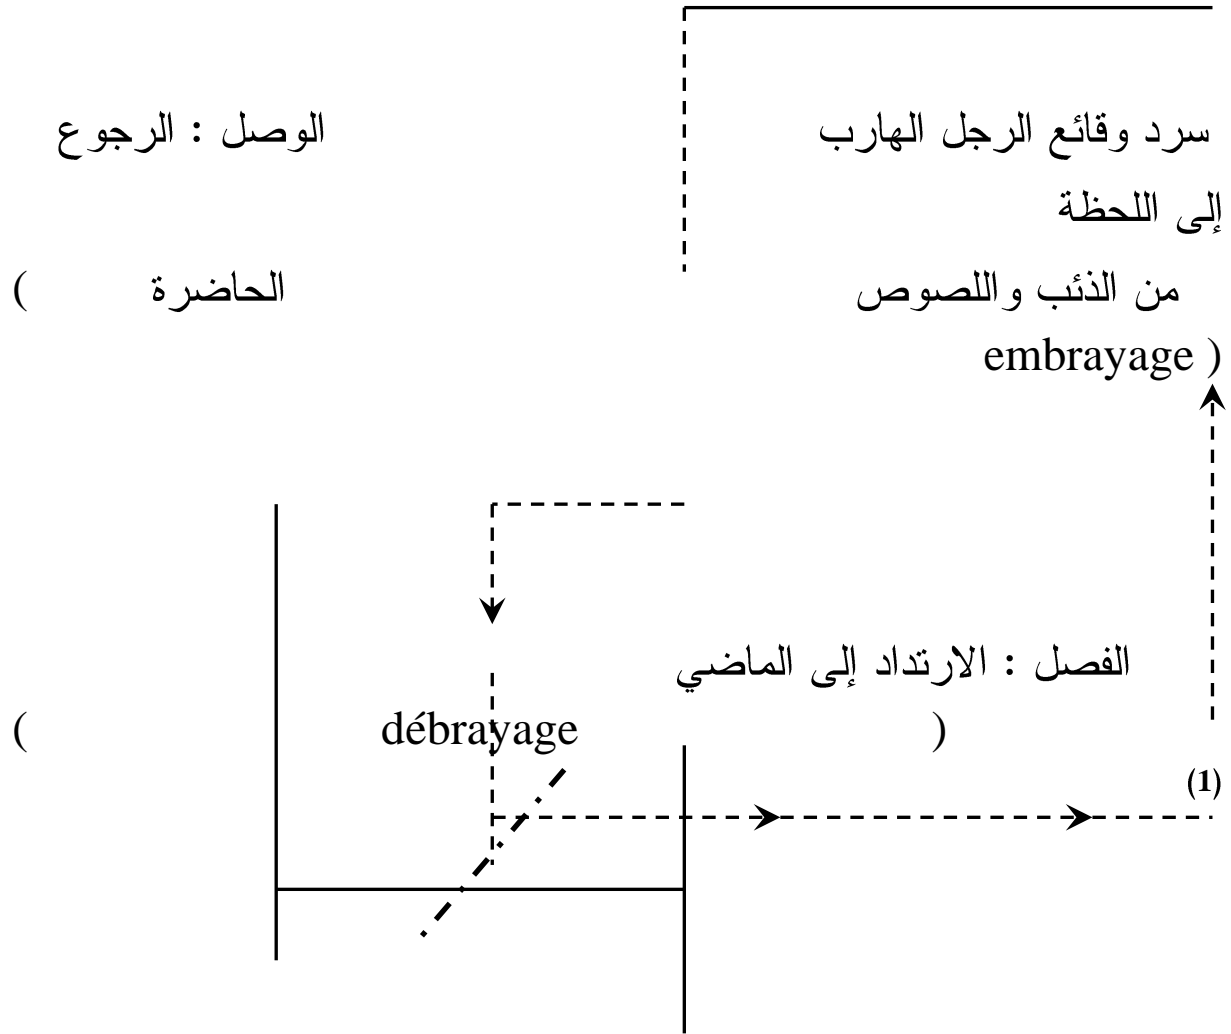 سرد وقائع الرجل الهارب الوصل : الرجوع
إلى اللحظة
من الذئب واللصوص الحاضرة (
embrayage )
الفصل : الارتداد إلى الماضي
( débrayage )
(1)